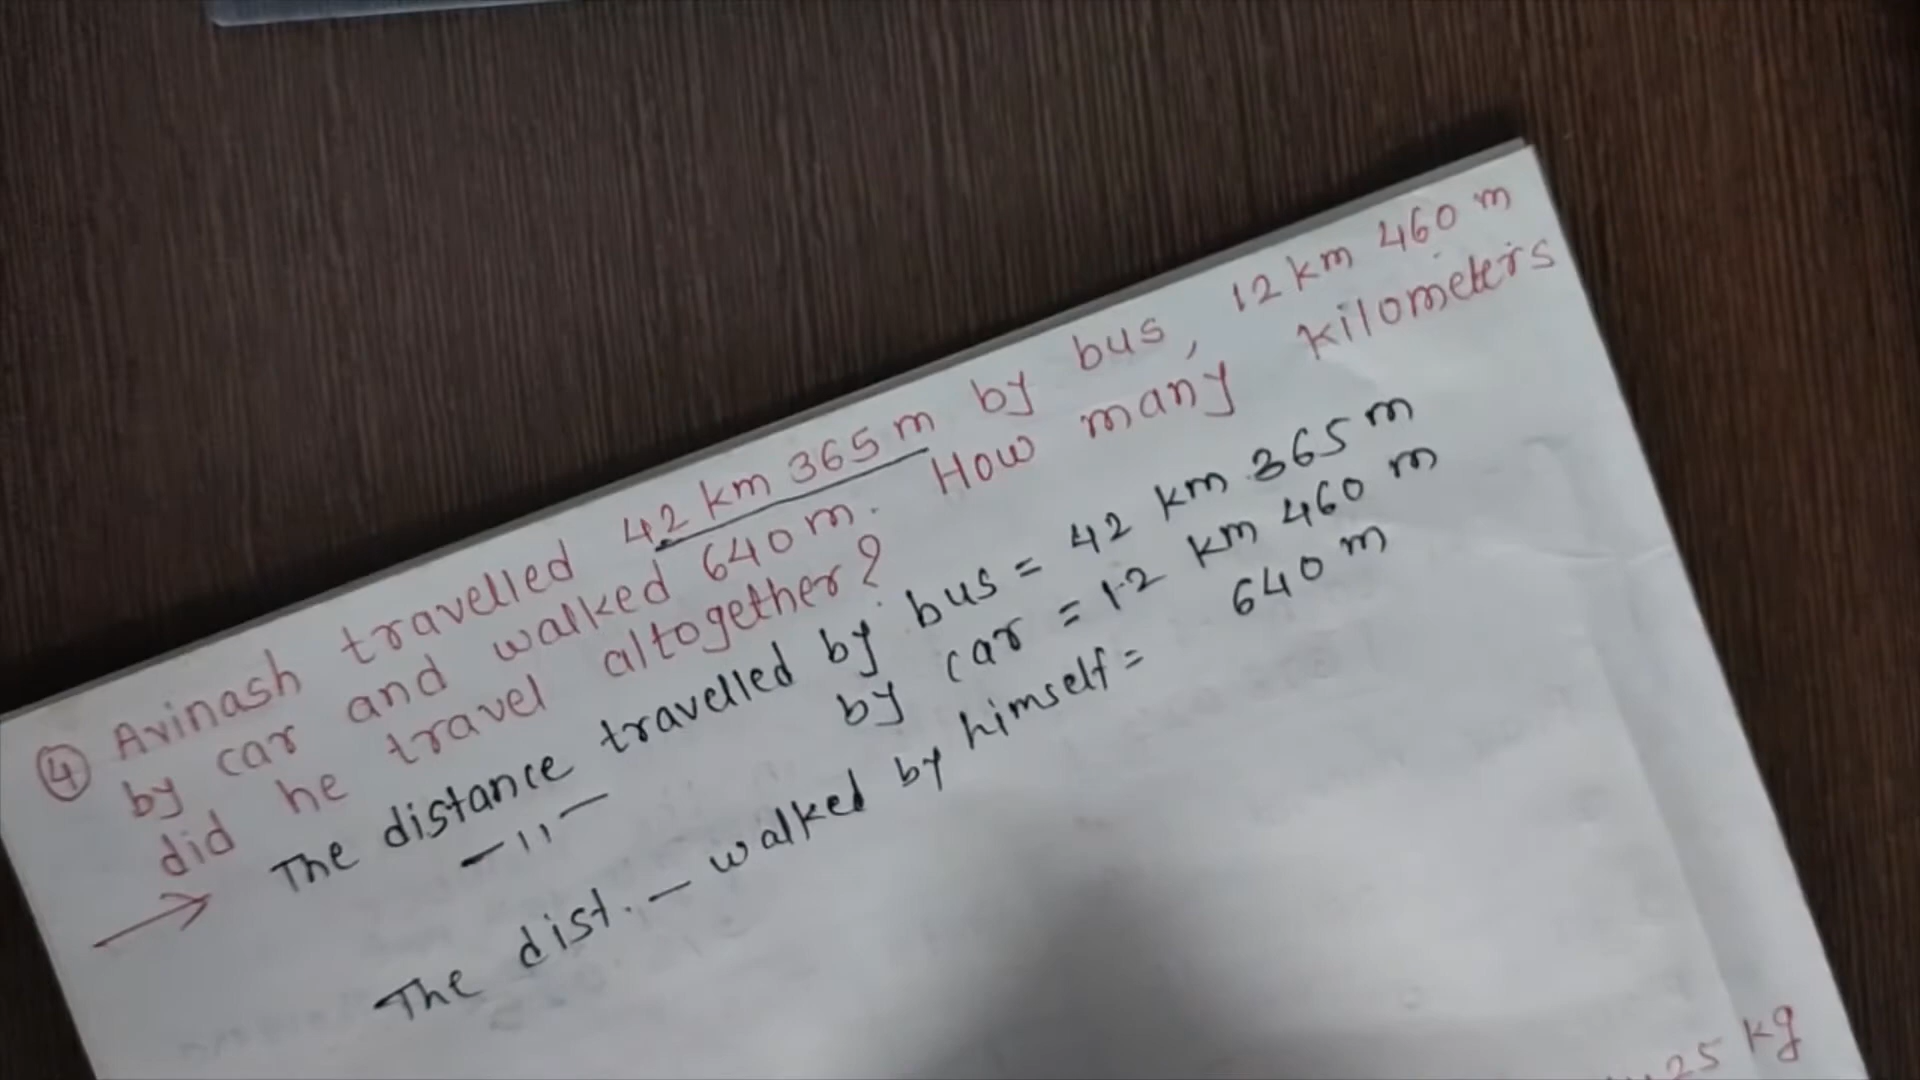 ④ Avinash travelled 42 km 365 m by bus, 12 km 460 m
by car and walked 640 m. How many kilometers
did he travel altogether?
→ The distance travelled by bus = 42 km 365 m
—〃— by car = 12 km 460 m
The dist. — walked by himself = 640 m
25 kg